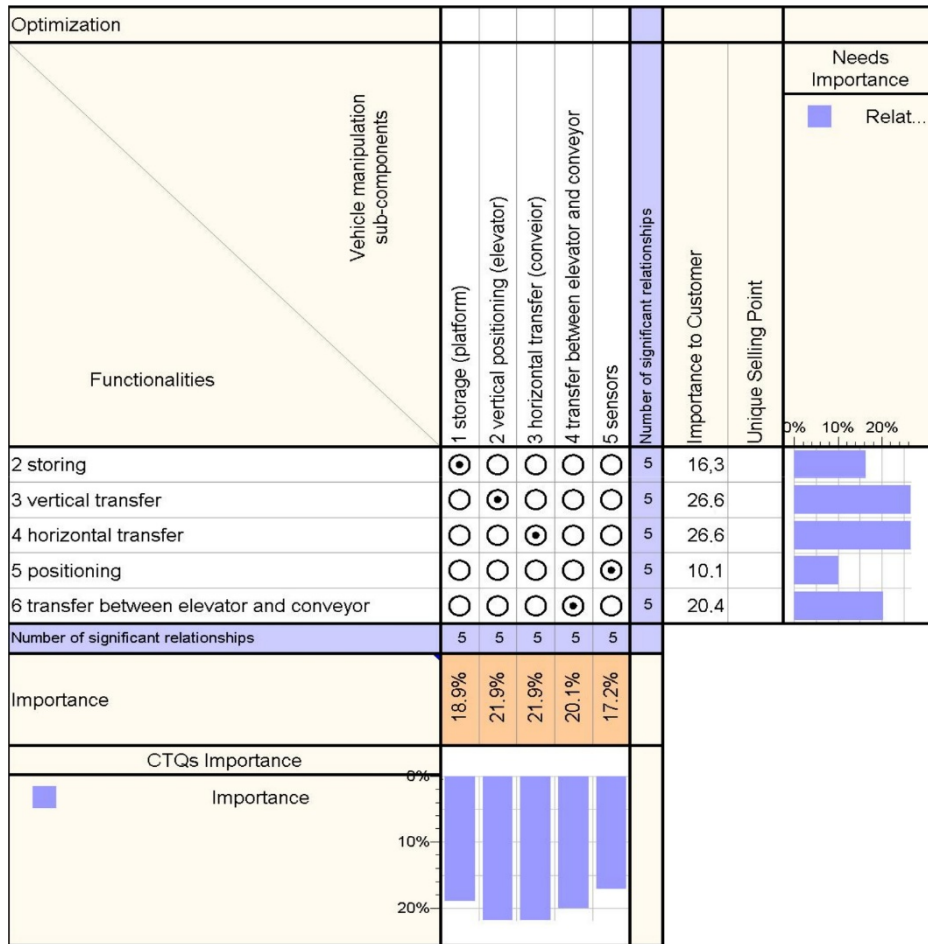 Optimization
Vehicle manipulation
sub-components
Functionalities
1 storage (platform)
2 vertical positioning (elevator)
3 horizontal transfer (conveior)
4 transfer between elevator and conveyor
5 sensors
Number of significant relationships
Importance to Customer
Unique Selling Point
Needs
Importance
Relat...
0% 10% 20%
2 storing 5 16,3
3 vertical transfer 5 26.6
4 horizontal transfer 5 26.6
5 positioning 5 10.1
6 transfer between elevator and conveyor 5 20.4
Number of significant relationships 5 5 5 5 5
Importance 18.9% 21.9% 21.9% 20.1% 17.2%
CTQs Importance
Importance
0%
10%
20%